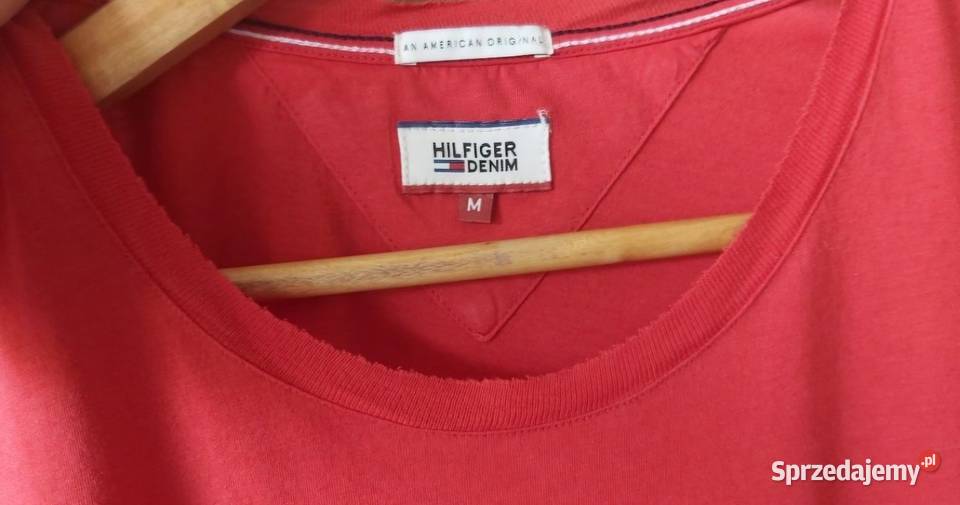 AN AMERICAN ORIGINAL
HILFIGER
DENIM
M
Sprzedajemy.pl